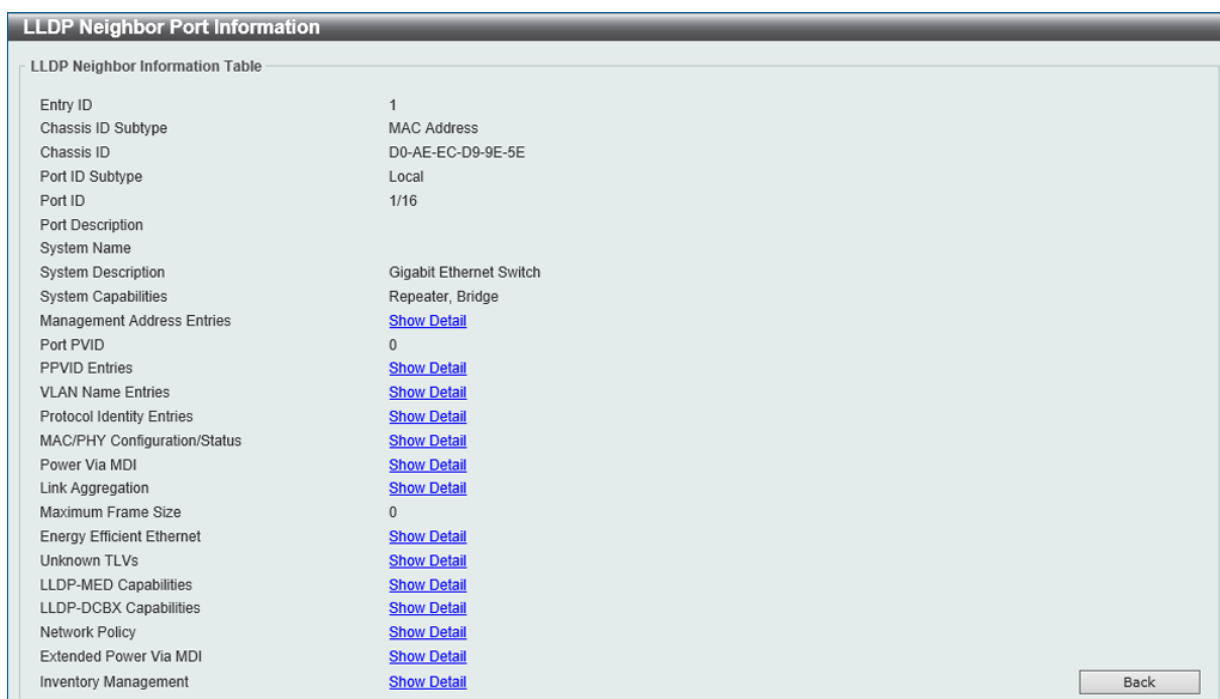 LLDP Neighbor Port Information
LLDP Neighbor Information Table
Entry ID 1
Chassis ID Subtype MAC Address
Chassis ID D0-AE-EC-D9-9E-5E
Port ID Subtype Local
Port ID 1/16
Port Description
System Name
System Description Gigabit Ethernet Switch
System Capabilities Repeater, Bridge
Management Address Entries Show Detail
Port PVID 0
PPVID Entries Show Detail
VLAN Name Entries Show Detail
Protocol Identity Entries Show Detail
MAC/PHY Configuration/Status Show Detail
Power Via MDI Show Detail
Link Aggregation Show Detail
Maximum Frame Size 0
Energy Efficient Ethernet Show Detail
Unknown TLVs Show Detail
LLDP-MED Capabilities Show Detail
LLDP-DCBX Capabilities Show Detail
Network Policy Show Detail
Extended Power Via MDI Show Detail
Inventory Management Show Detail Back